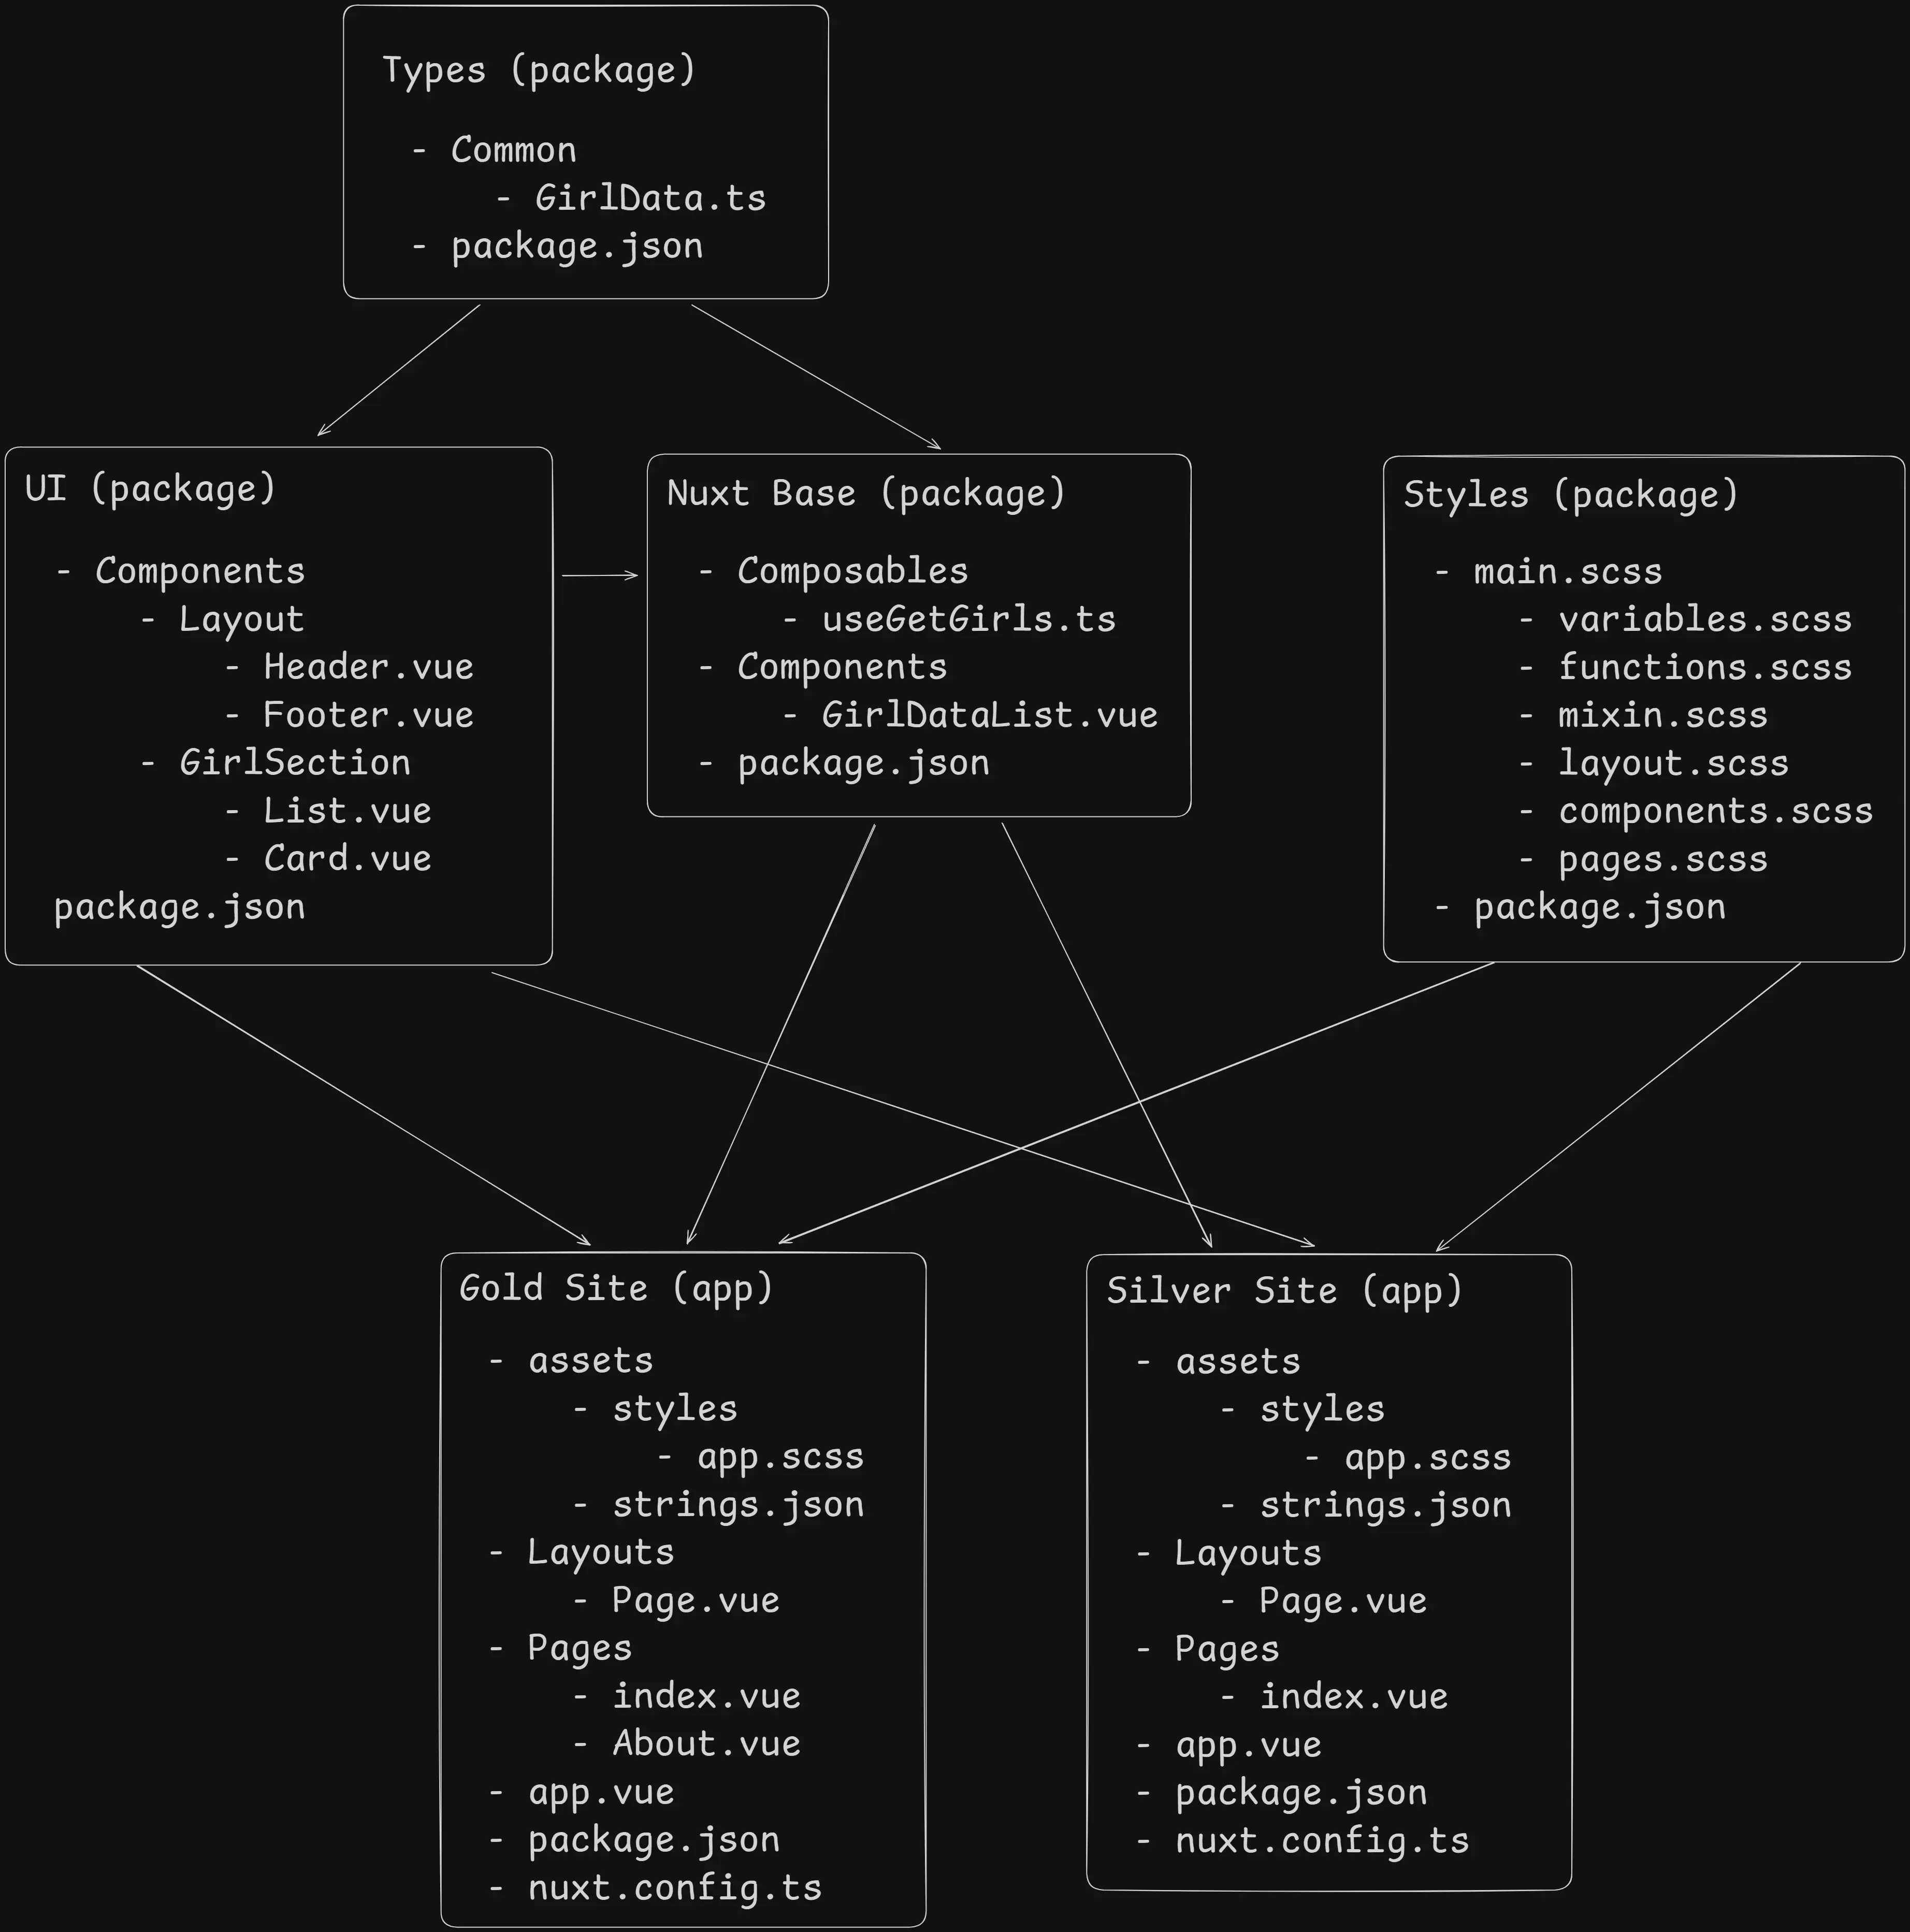 Types (package)
- Common
- GirlData.ts
- package.json
UI (package)
- Components
- Layout
- Header.vue
- Footer.vue
- GirlSection
- List.vue
- Card.vue
package.json
Nuxt Base (package)
- Composables
- useGetGirls.ts
- Components
- GirlDataList.vue
- package.json
Styles (package)
- main.scss
- variables.scss
- functions.scss
- mixin.scss
- layout.scss
- components.scss
- pages.scss
- package.json
Gold Site (app)
- assets
- styles
- app.scss
- strings.json
- Layouts
- Page.vue
- Pages
- index.vue
- About.vue
- app.vue
- package.json
- nuxt.config.ts
Silver Site (app)
- assets
- styles
- app.scss
- strings.json
- Layouts
- Page.vue
- Pages
- index.vue
- app.vue
- package.json
- nuxt.config.ts